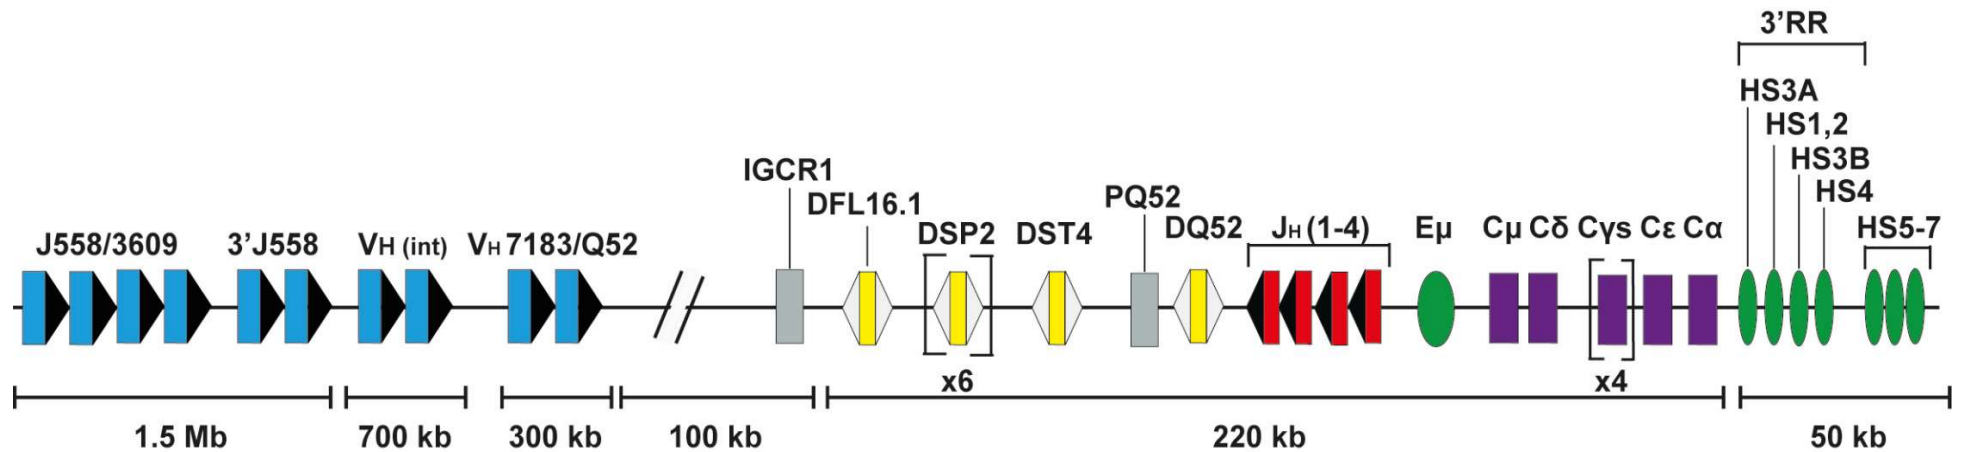 3’RR
HS3A
HS1,2
HS3B
HS4
IGCR1
DFL16.1
PQ52
J558/3609
3’J558
VH (int)
VH 7183/Q52
DSP2
DST4
DQ52
JH (1-4)
Eμ
Cμ Cδ Cγs Cε Cα
HS5-7
x6
x4
1.5 Mb
700 kb
300 kb
100 kb
220 kb
50 kb